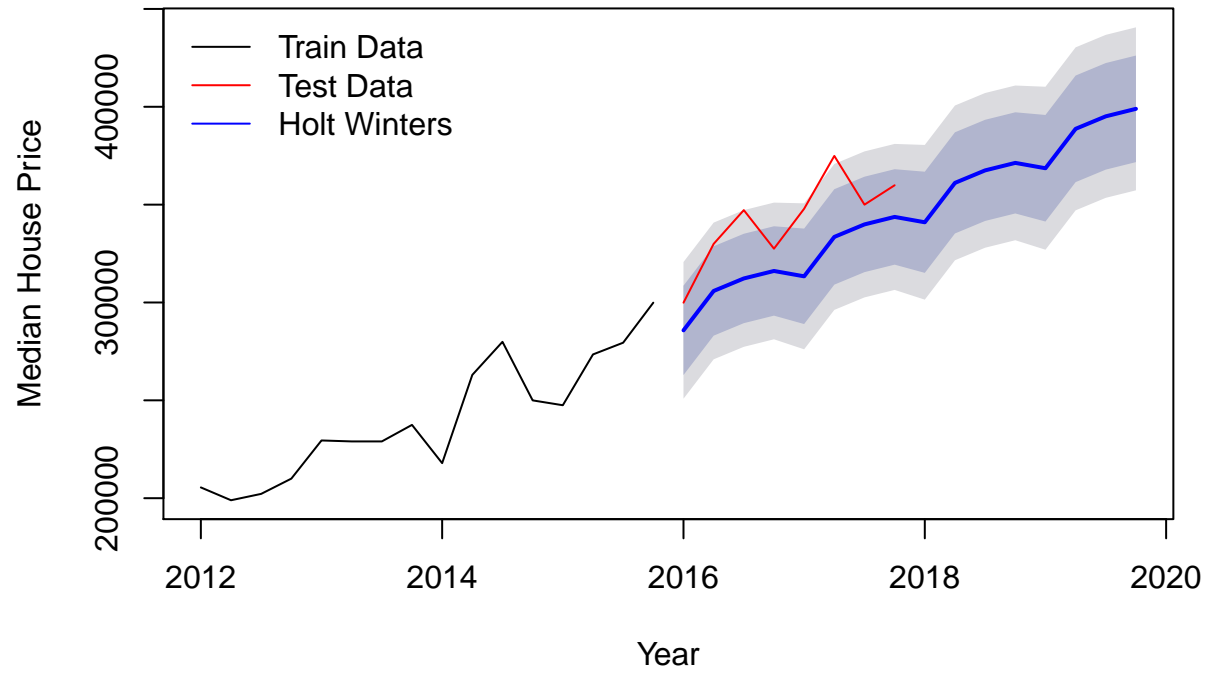 Train Data
Test Data
Holt Winters
Median House Price
200000
300000
400000
2012
2014
2016
2018
2020
Year